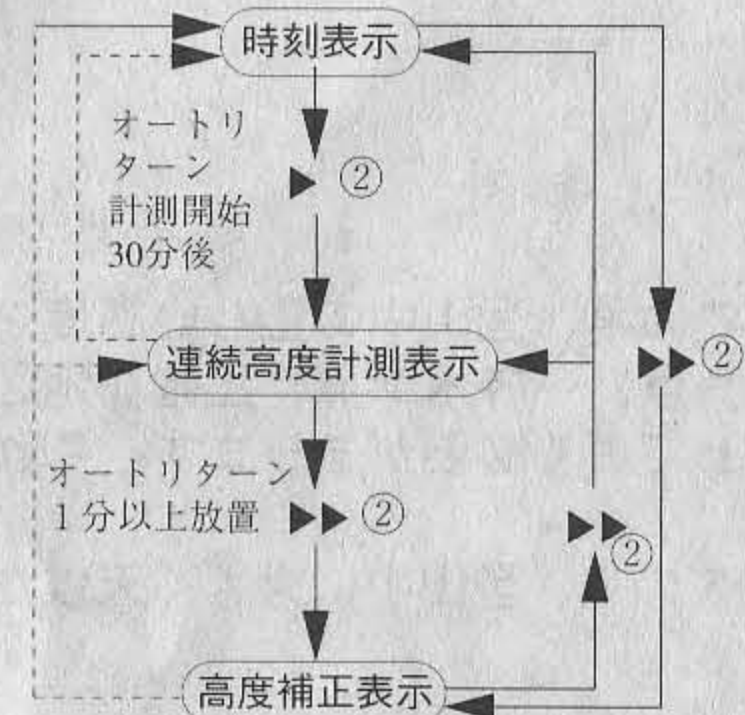 時刻表示
オートリ
ターン
計測開始
30分後
▶ ②
連続高度計測表示
▶▶ ②
オートリターン
1分以上放置
▶▶ ②
▶▶ ②
高度補正表示